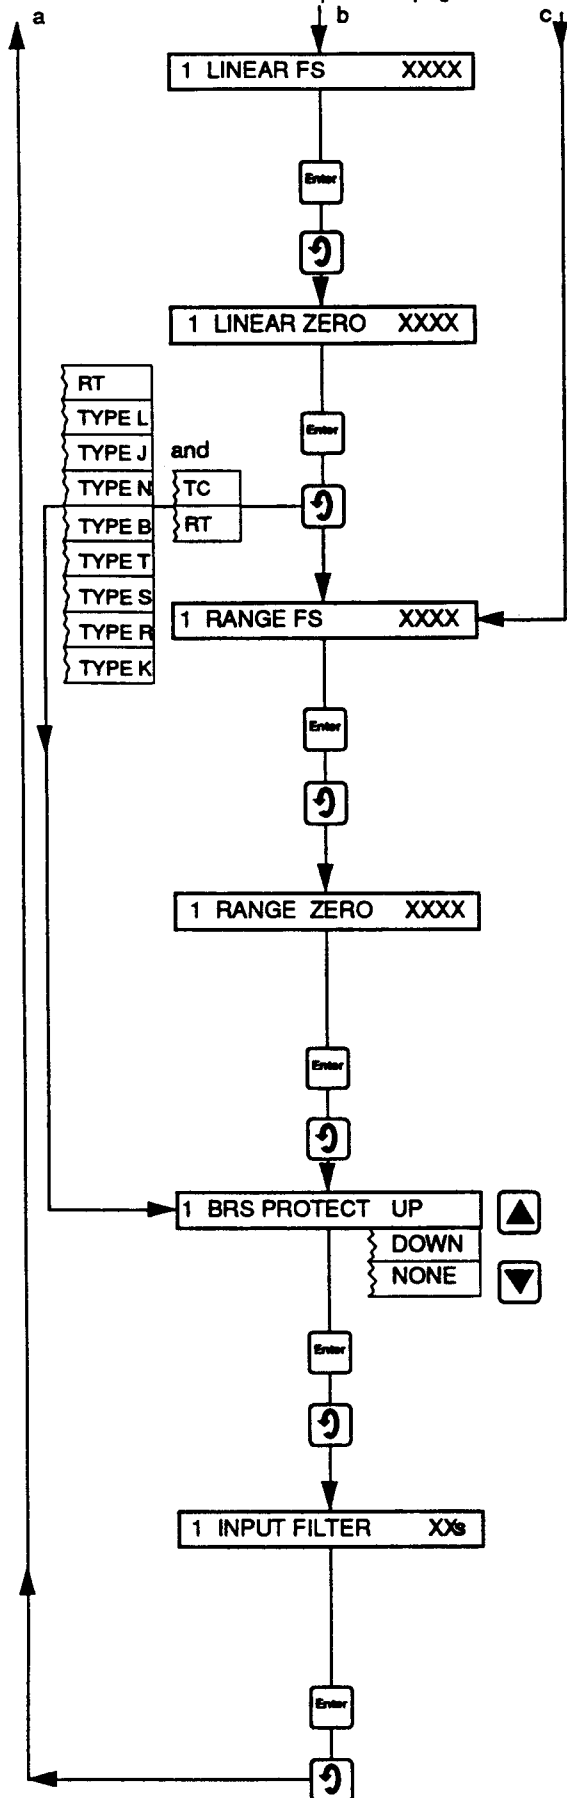 a
b
c
1 LINEAR FS XXXX
Enter
1 LINEAR ZERO XXXX
RT
TYPE L
Enter
TYPE J and
TYPE N TC
TYPE B RT
TYPE T
TYPE S
1 RANGE FS XXXX
TYPE R
TYPE K
Enter
1 RANGE ZERO XXXX
Enter
1 BRS PROTECT UP
DOWN
NONE
Enter
1 INPUT FILTER XXs
Enter